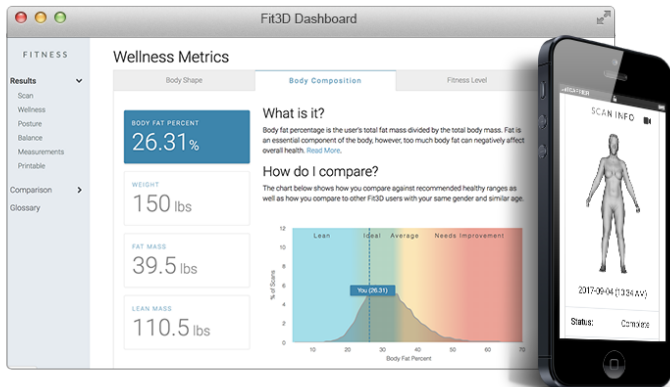 Fit3D Dashboard
FITNESS
Results
Scan
Wellness
Posture
Balance
Measurements
Printable
Comparison
Glossary
Wellness Metrics
Body Shape
Body Composition
Fitness Level
BODY FAT PERCENT
26.31%
WEIGHT
150 lbs
FAT MASS
39.5 lbs
LEAN MASS
110.5 lbs
What is it?
Body fat percentage is the user's total fat mass divided by the total body mass. Fat is
an essential component of the body, however, too much body fat can negatively affect
overall health. Read More.
How do I compare?
The chart below shows how you compare against recommended healthy ranges as
well as how you compare to other Fit3D users with your same gender and similar age.
Lean Ideal Average Needs Improvement
You (26.31)
% of Scans
12
10
8
6
4
2
0
10 20 30 40 50 60 70
Body Fat Percent
SCAN INFO
2017-09-04 (13:24 AM)
Status: Complete